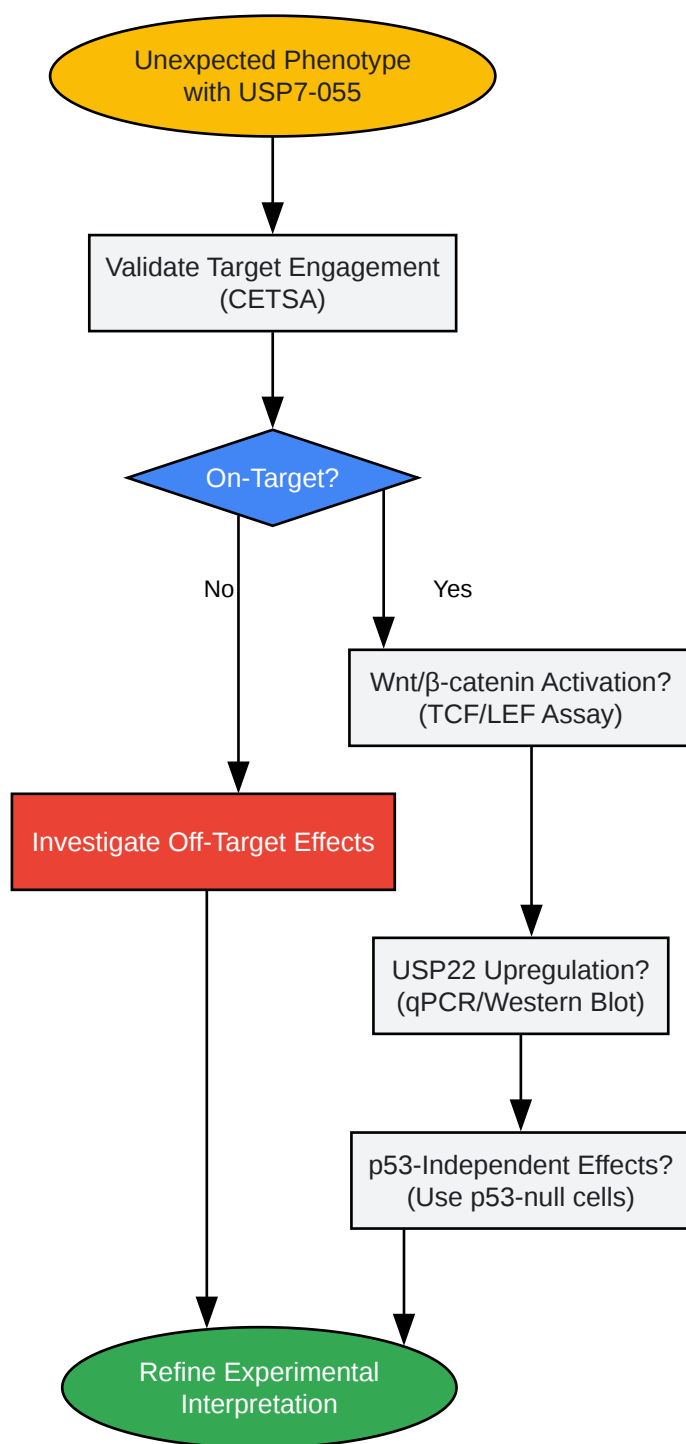 Unexpected Phenotype
with USP7-055
Validate Target Engagement
(CETSA)
On-Target?
No
Yes
Wnt/β-catenin Activation?
(TCF/LEF Assay)
Investigate Off-Target Effects
USP22 Upregulation?
(qPCR/Western Blot)
p53-Independent Effects?
(Use p53-null cells)
Refine Experimental
Interpretation